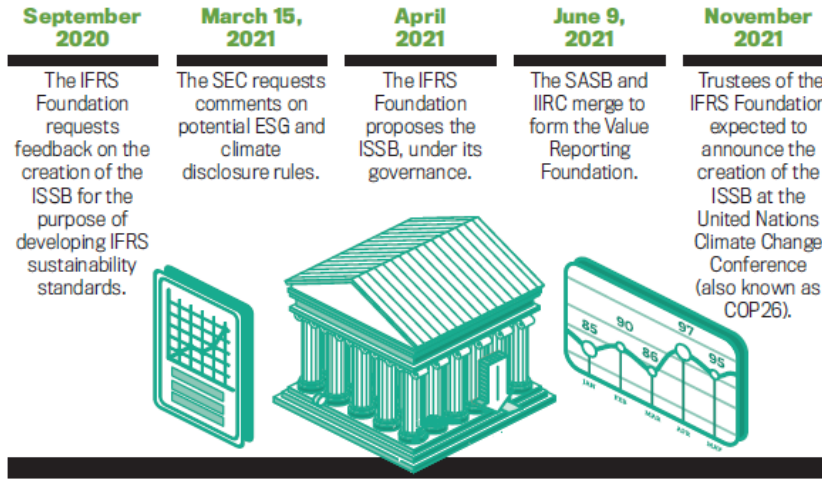 September
2020
The IFRS
Foundation
requests
feedback on the
creation of the
ISSB for the
purpose of
developing IFRS
sustainability
standards.
March 15,
2021
The SEC requests
comments on
potential ESG and
climate
disclosure rules.
April
2021
The IFRS
Foundation
proposes the
ISSB, under its
governance.
June 9,
2021
The SASB and
IIRC merge to
form the Value
Reporting
Foundation.
November
2021
Trustees of the
IFRS Foundation
expected to
announce the
creation of the
ISSB at the
United Nations
Climate Change
Conference
(also known as
COP26).
85
90
86
97
95
JAN
FEB
MAR
APR
MAY